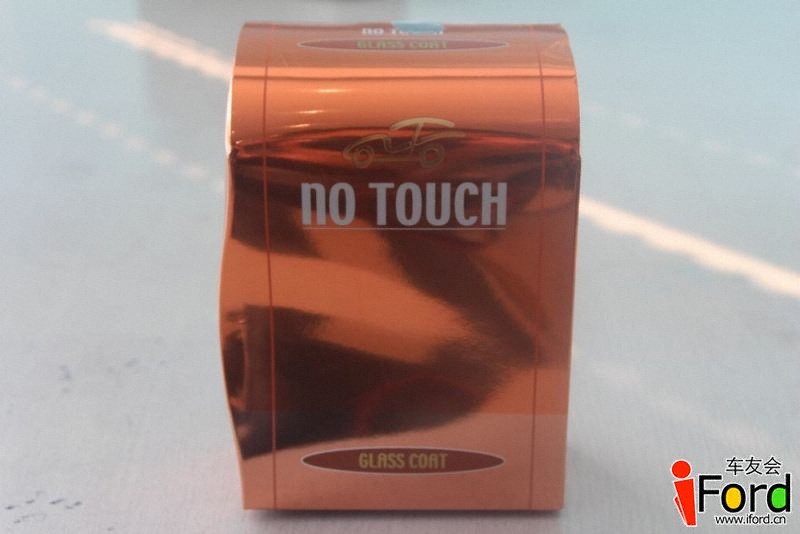 NO TOUCH
GLASS COAT
NO TOUCH
GLASS COAT
车友会
iFord
www.iford.cn